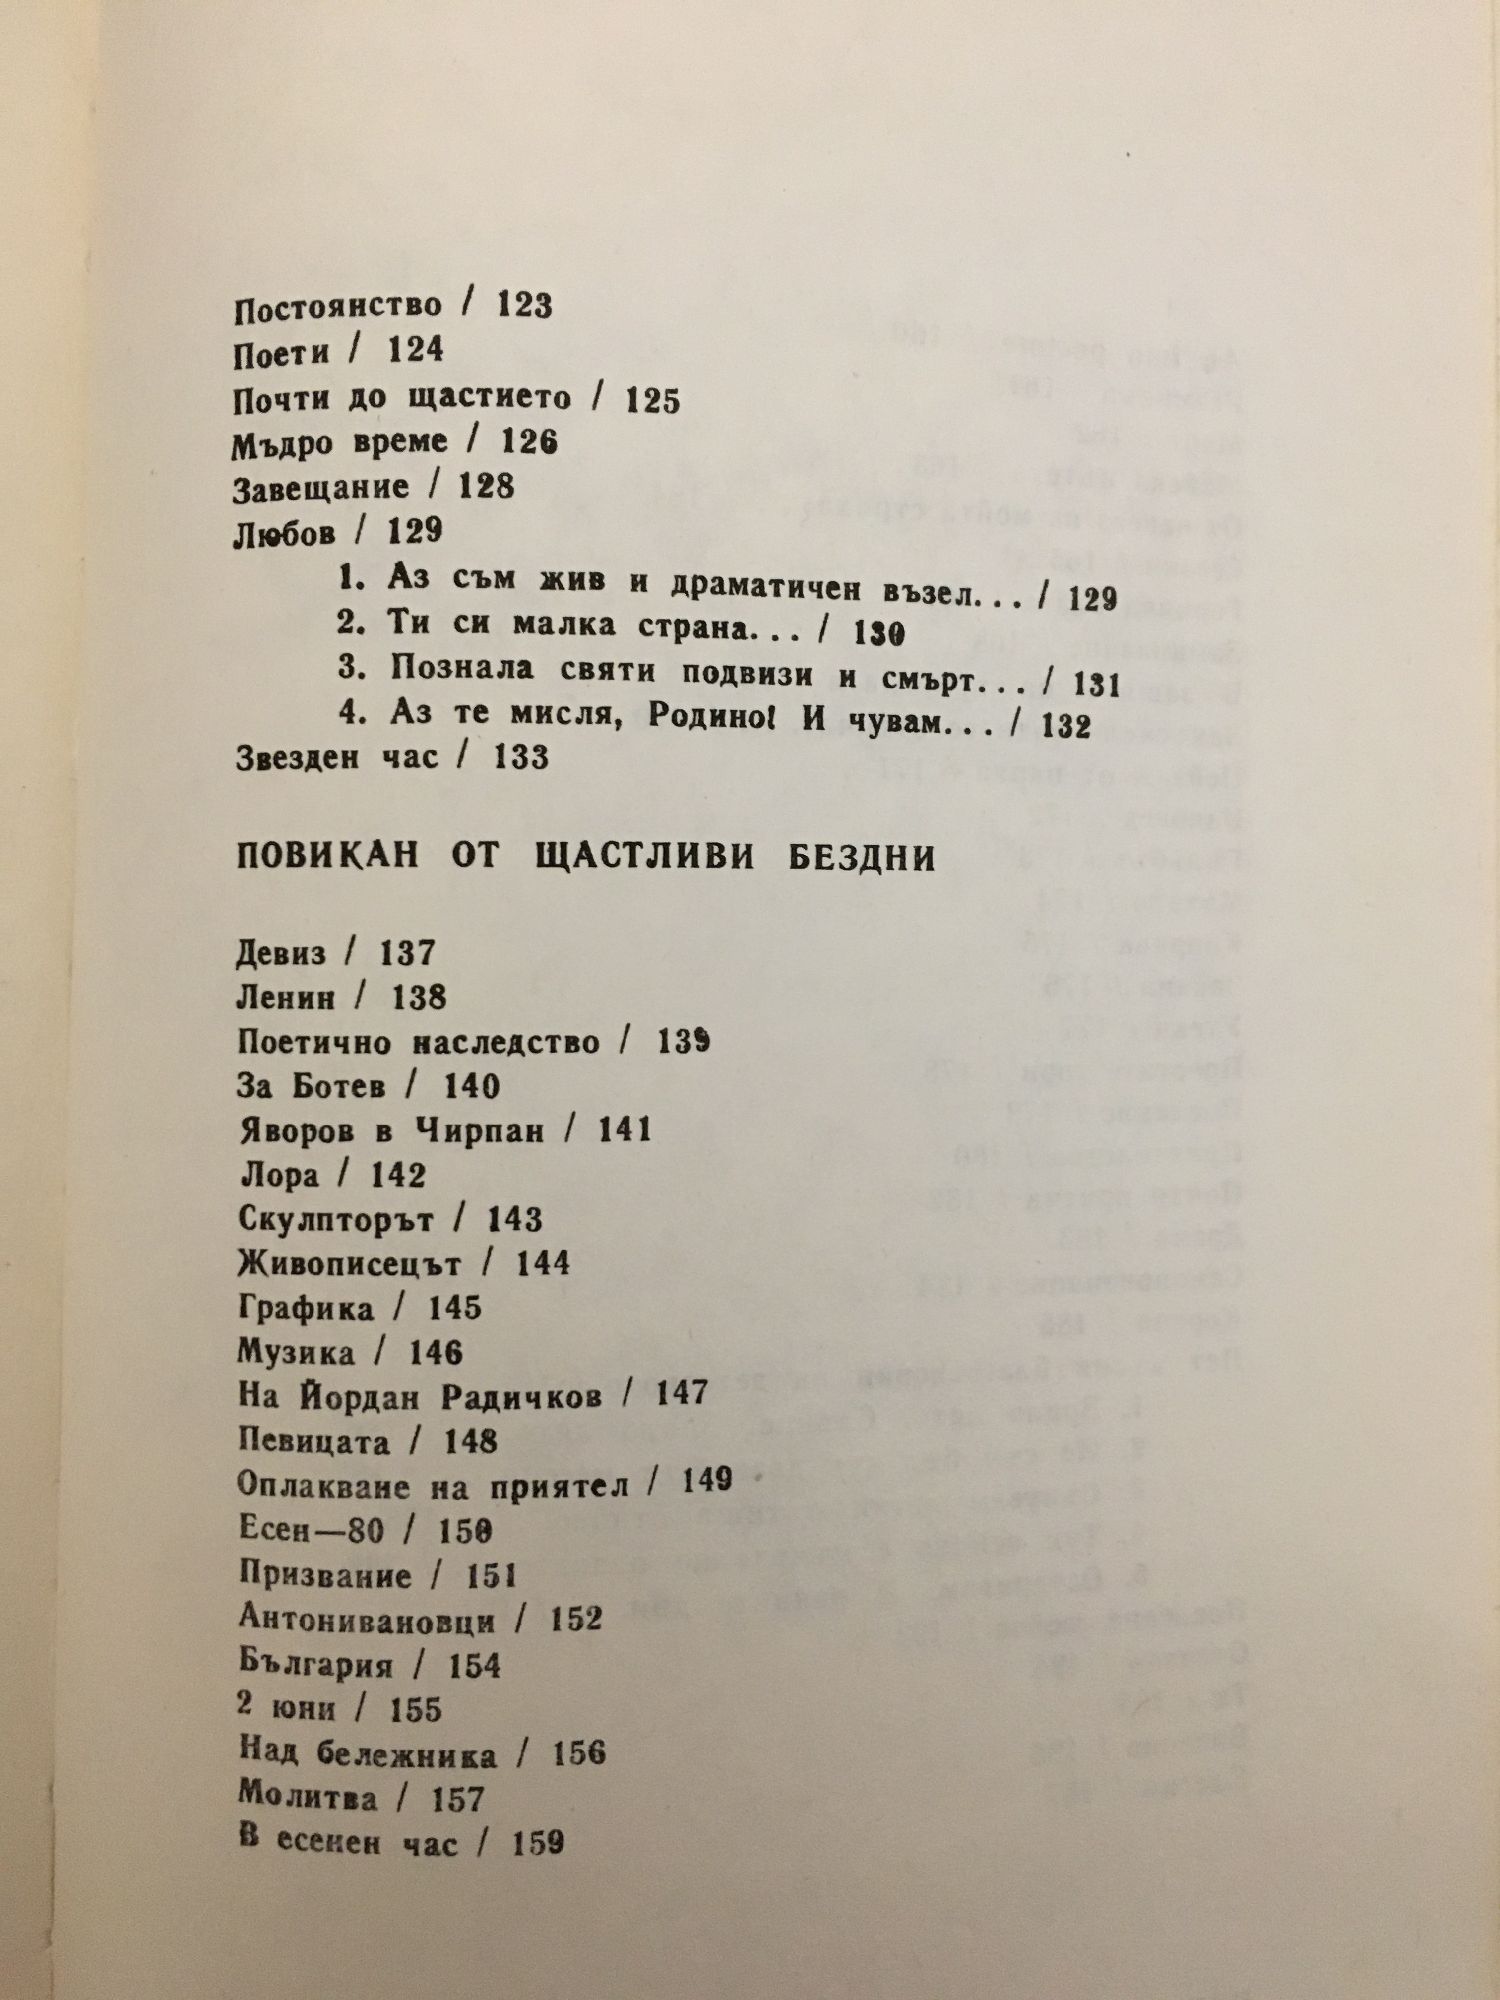 Постоянство / 123
Поети / 124
Почти до щастието / 125
Мъдро време / 126
Завещание / 128
Любов / 129
1. Аз съм жив и драматичен възел... / 129
2. Ти си малка страна... / 130
3. Познала святи подвизи и смърт... / 131
4. Аз те мисля, Родино! И чувам... / 132
Звезден час / 133
ПОВИКАН ОТ ЩАСТЛИВИ БЕЗДНИ
Девиз / 137
Ленин / 138
Поетично наследство / 139
За Ботев / 140
Яворов в Чирпан / 141
Лора / 142
Скулпторът / 143
Живописецът / 144
Графика / 145
Музика / 146
На Йордан Радичков / 147
Певицата / 148
Оплакване на приятел / 149
Есен—80 / 150
Призвание / 151
Антонивановци / 152
България / 154
2 юни / 155
Над бележника / 156
Молитва / 157
В есенен час / 159